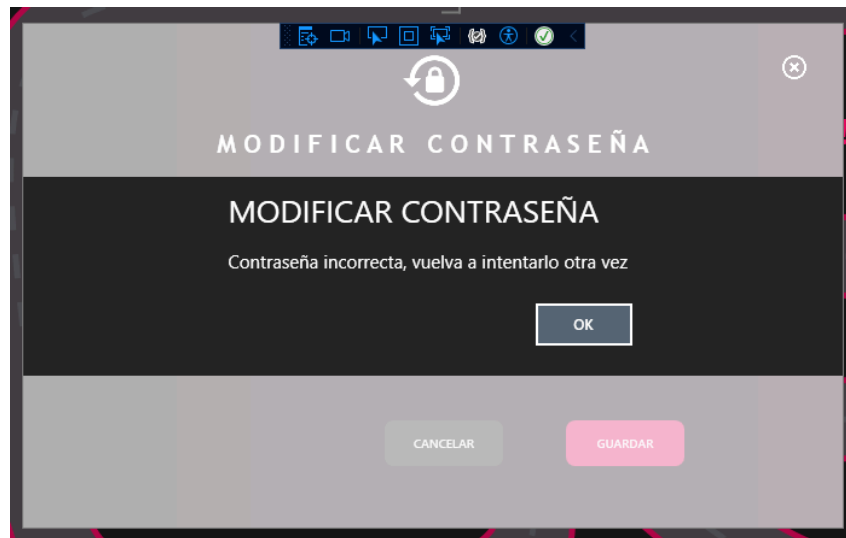 MODIFICAR CONTRASEÑA
MODIFICAR CONTRASEÑA
Contraseña incorrecta, vuelva a intentarlo otra vez
OK
CANCELAR GUARDAR